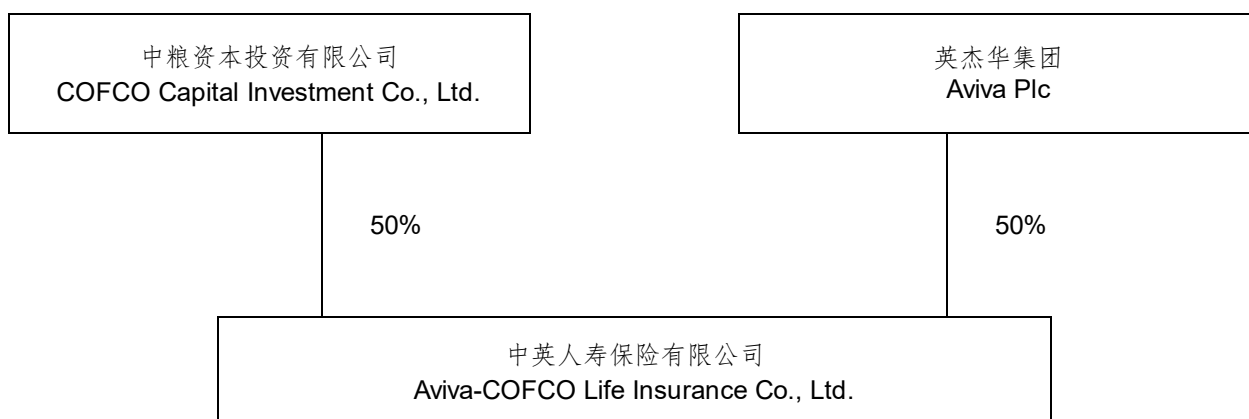 中粮资本投资有限公司
COFCO Capital Investment Co., Ltd.
英杰华集团
Aviva Plc
50%
50%
中英人寿保险有限公司
Aviva-COFCO Life Insurance Co., Ltd.